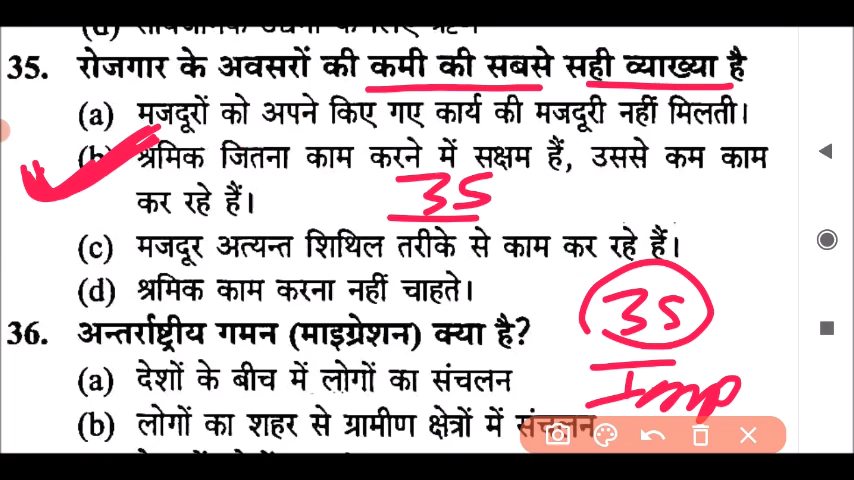 35. रोजगार के अवसरों की कमी की सबसे सही व्याख्या है
(a) मजदूरों को अपने किए गए कार्य की मजदूरी नहीं मिलती।
(b) श्रमिक जितना काम करने में सक्षम हैं, उससे कम काम
कर रहे हैं।
35
(c) मजदूर अत्यन्त शिथिल तरीके से काम कर रहे हैं।
(d) श्रमिक काम करना नहीं चाहते।
35
36. अन्तर्राष्ट्रीय गमन (माइग्रेशन) क्या है?
(a) देशों के बीच में लोगों का संचलन
Imp
(b) लोगों का शहर से ग्रामीण क्षेत्रों में संचलन